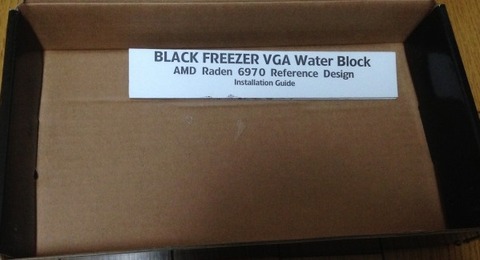 BLACK FREEZER VGA Water Block
AMD Raden 6970 Reference Design
Installation Guide